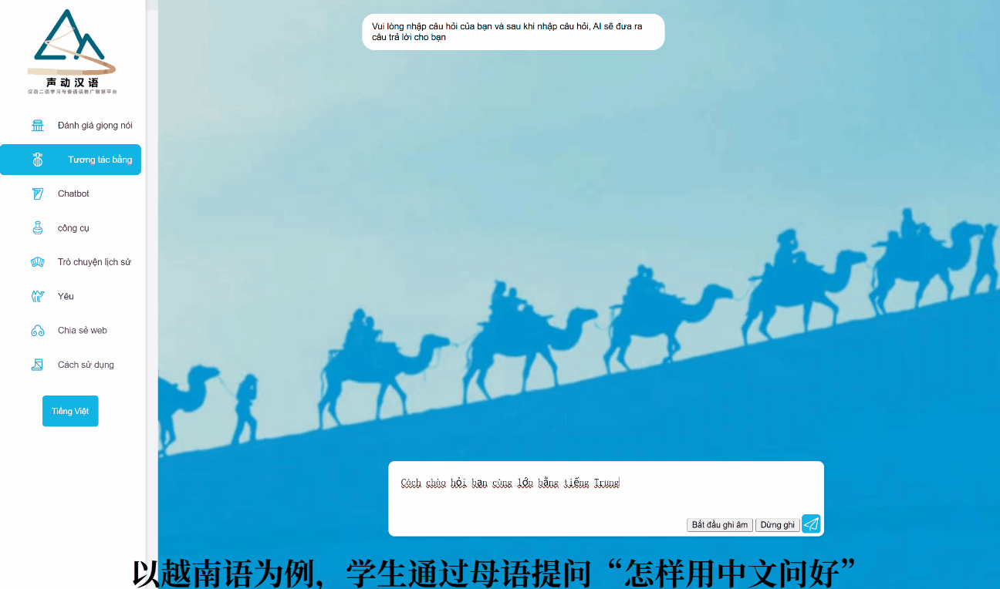 声动汉语
汉语二语学习与普通话推广智慧平台
Đánh giá giọng nói
Tương tác bằng
Chatbot
công cụ
Trò chuyện lịch sử
Yêu
Chia sẻ web
Cách sử dụng
Tiếng Việt
Vui lòng nhập câu hỏi của bạn và sau khi nhập câu hỏi, AI sẽ đưa ra
câu trả lời cho bạn
Cách chào hỏi bạn cùng lớp bằng tiếng Trung
Bắt đầu ghi âm
Dừng ghi
以越南语为例，学生通过母语提问“怎样用中文问好”